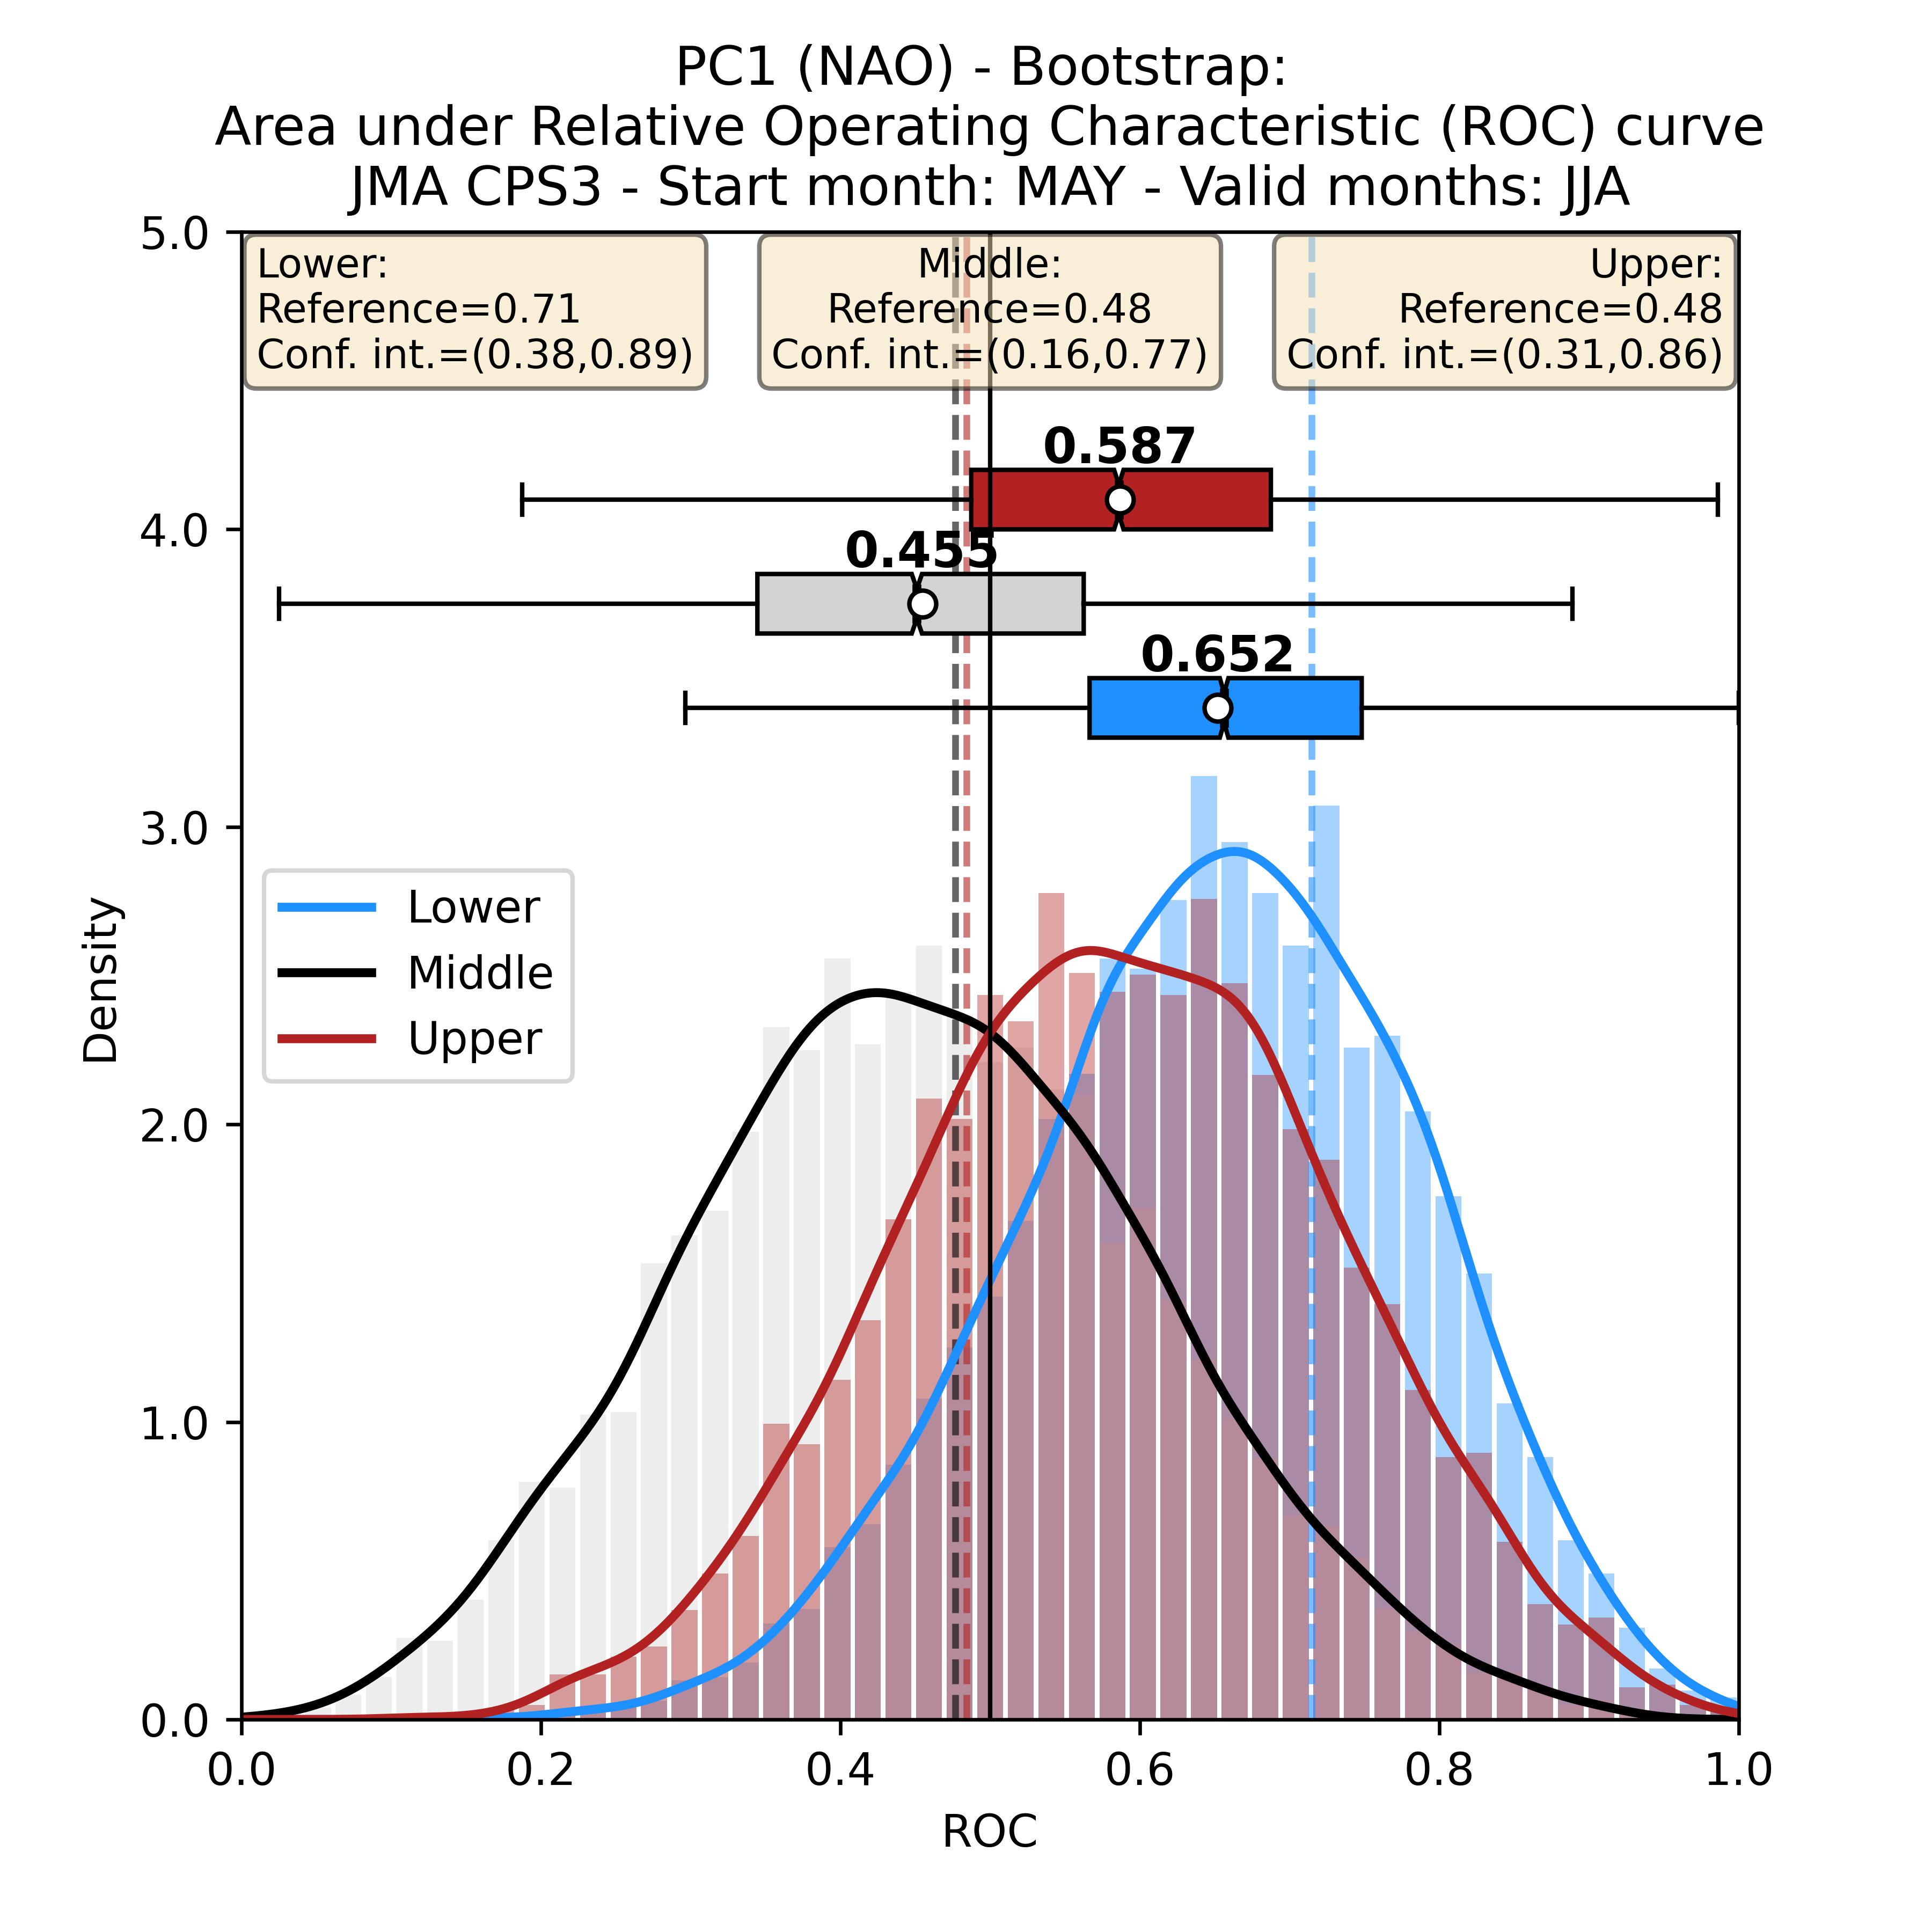 PC1 (NAO) - Bootstrap:
Area under Relative Operating Characteristic (ROC) curve
JMA CPS3 - Start month: MAY - Valid months: JJA
Lower:
Reference=0.71
Conf. int.=(0.38,0.89)
Middle:
Reference=0.48
Conf. int.=(0.16,0.77)
Upper:
Reference=0.48
Conf. int.=(0.31,0.86)
0.587
0.455
0.652
Lower
Middle
Upper
Density
5.0
4.0
3.0
2.0
1.0
0.0
0.0 0.2 0.4 0.6 0.8 1.0
ROC